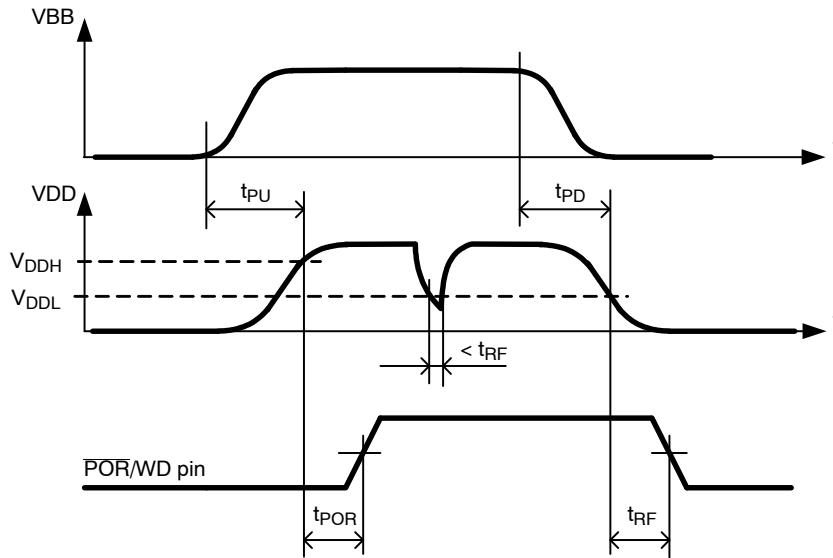 VBB
t
tPU
tPD
VDD
VDDH
VDDL
t
< tRF
POR/WD pin
tPOR
tRF